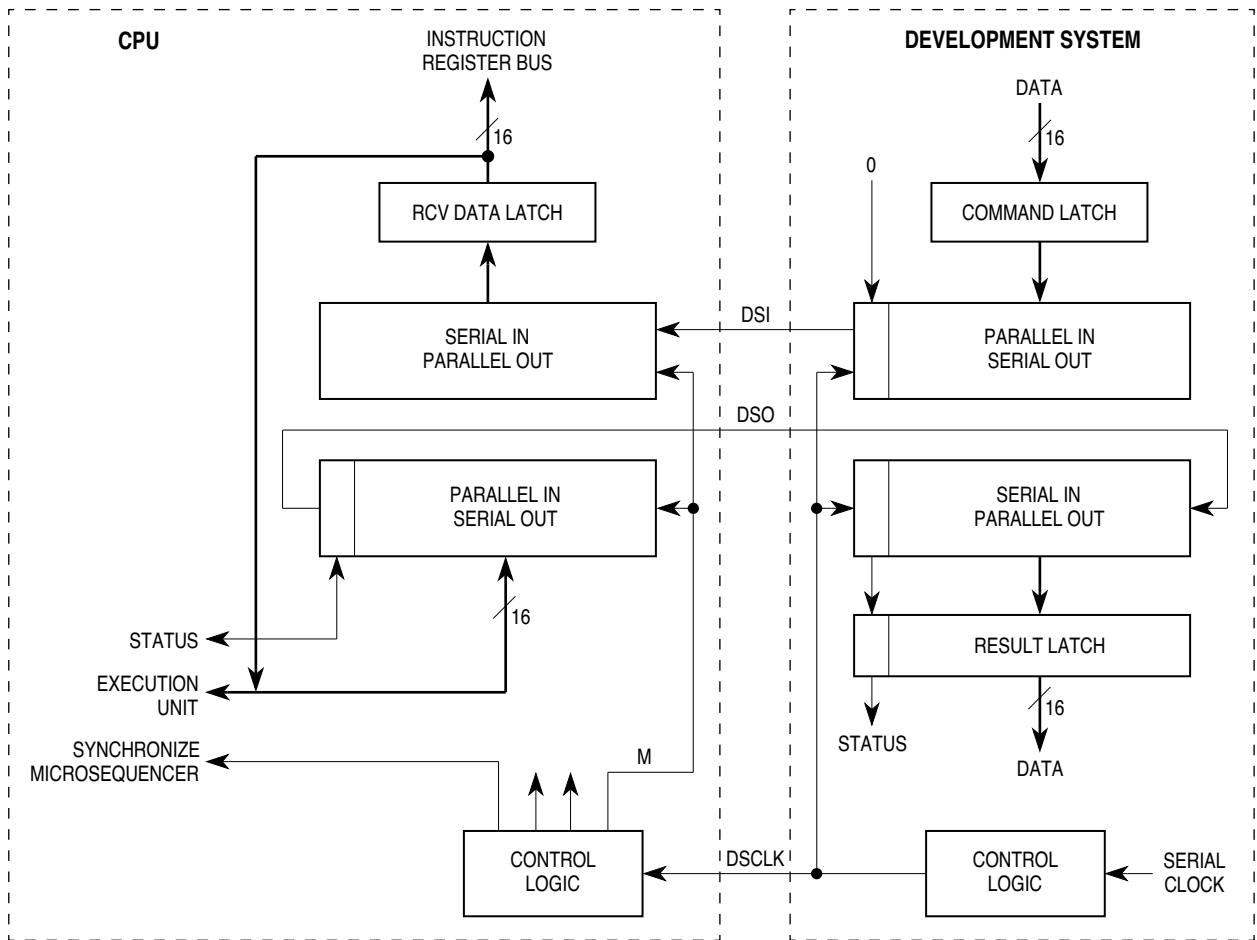 CPU
INSTRUCTION
REGISTER BUS
16
RCV DATA LATCH
SERIAL IN
PARALLEL OUT
PARALLEL IN
SERIAL OUT
16
STATUS
EXECUTION
UNIT
SYNCHRONIZE
MICROSEQUENCER
M
CONTROL
LOGIC
DSI
DSO
DSCLK
DEVELOPMENT SYSTEM
DATA
16
0
COMMAND LATCH
PARALLEL IN
SERIAL OUT
SERIAL IN
PARALLEL OUT
RESULT LATCH
16
STATUS
DATA
CONTROL
LOGIC
SERIAL
CLOCK